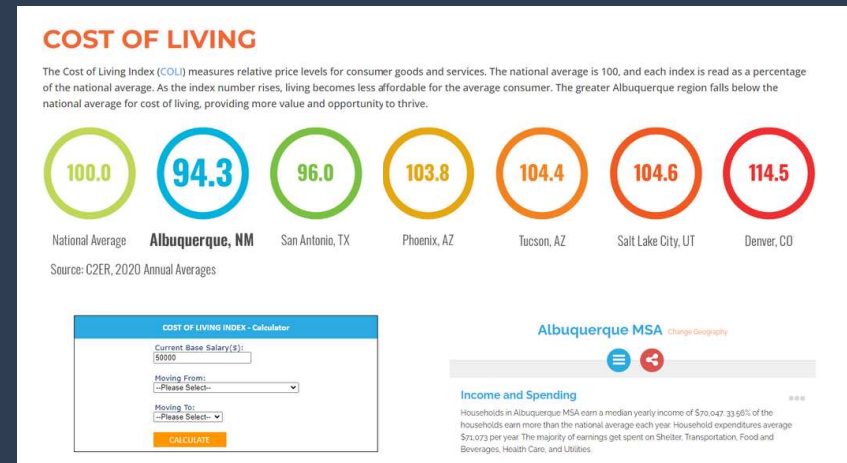 COST OF LIVING
The Cost of Living Index (COLI) measures relative price levels for consumer goods and services. The national average is 100, and each index is read as a percentage
of the national average. As the index number rises, living becomes less affordable for the average consumer. The greater Albuquerque region falls below the
national average for cost of living, providing more value and opportunity to thrive.
100.0 94.3 96.0 103.8 104.4 104.6 114.5
National Average Albuquerque, NM San Antonio, TX Phoenix, AZ Tucson, AZ Salt Lake City, UT Denver, CO
Source: C2ER, 2020 Annual Averages
COST OF LIVING INDEX - Calculator
Current Base Salary($):
50000
Moving From:
--Please Select--
Moving To:
--Please Select--
CALCULATE
Albuquerque MSA Change Geography
Income and Spending
Households in Albuquerque MSA earn a median yearly income of $70,047. 33.56% of the
households earn more than the national average each year. Household expenditures average
$71,073 per year. The majority of earnings get spent on Shelter, Transportation, Food and
Beverages, Health Care, and Utilities.